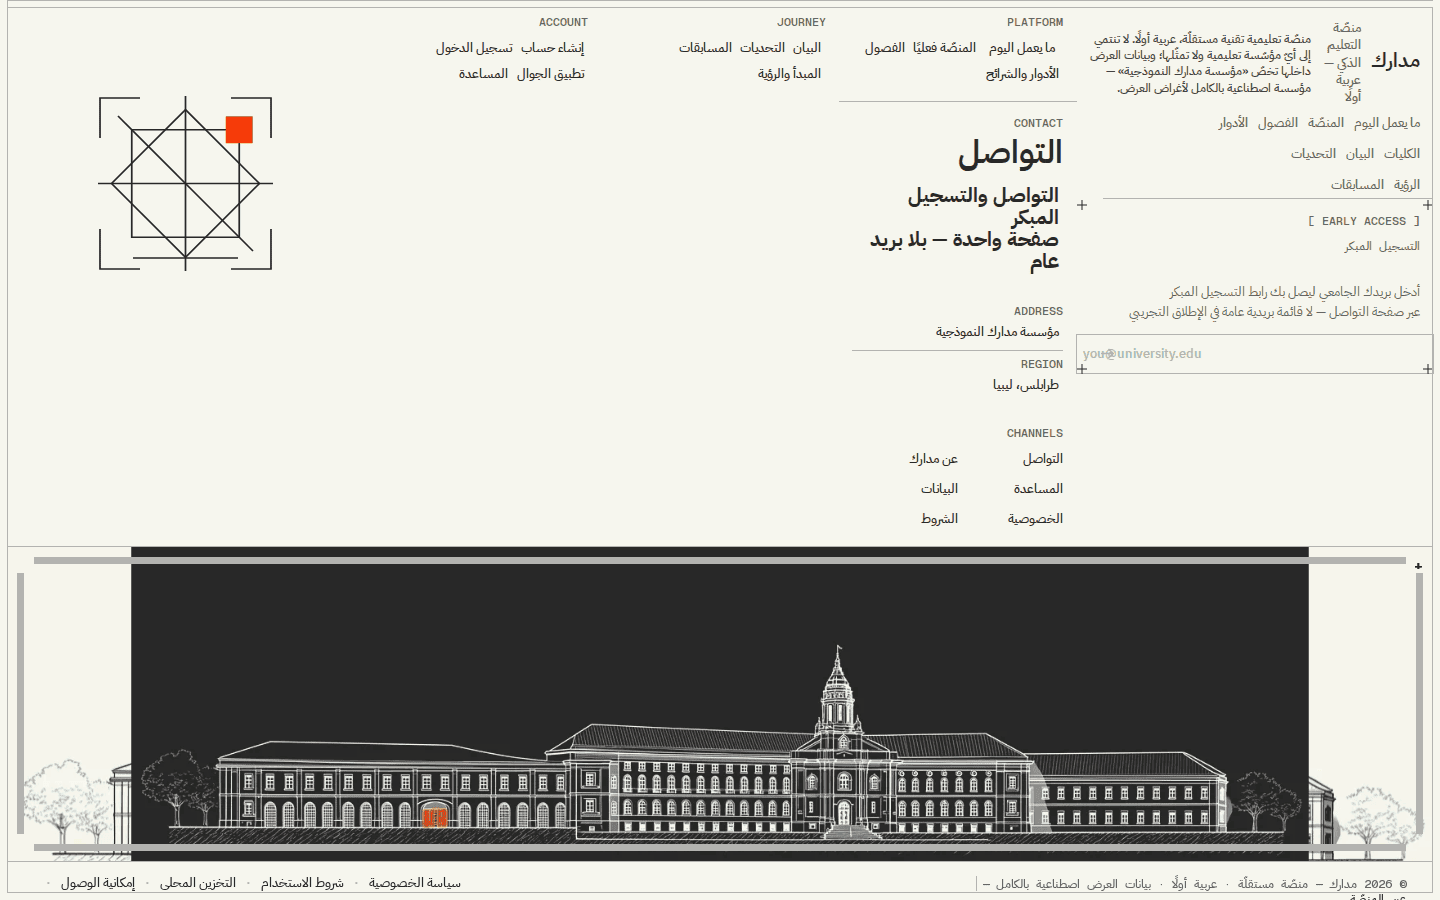 مدارك
منصّة
التعليم
الذكي —
عربية
أولًا
منصّة تعليمية تقنية مستقلّة، عربية أولًا. لا تنتمي
إلى أيّ مؤسّسة تعليمية ولا تمثّلها؛ وبيانات العرض
داخلها تخصّ «مؤسسة مدارك النموذجية» —
مؤسسة اصطناعية بالكامل لأغراض العرض.
ما يعمل اليوم المنصّة الفصول الأدوار
الكليات البيان التحديات
الرؤية المسابقات
[ EARLY ACCESS ]
التسجيل المبكر
أدخل بريدك الجامعي ليصل بك رابط التسجيل المبكر
عبر صفحة التواصل — لا قائمة بريدية عامة في الإطلاق التجريبي
you@university.edu
PLATFORM
ما يعمل اليوم المنصّة فعليًا الفصول
الأدوار والشرائح
JOURNEY
البيان التحديات المسابقات
المبدأ والرؤية
ACCOUNT
إنشاء حساب تسجيل الدخول
تطبيق الجوال المساعدة
CONTACT
التواصل
التواصل والتسجيل
المبكر
صفحة واحدة — بلا بريد
عام
ADDRESS
مؤسسة مدارك النموذجية
REGION
طرابلس، ليبيا
CHANNELS
التواصل عن مدارك
المساعدة البيانات
الخصوصية الشروط
© 2026 مدارك — منصّة مستقلّة · عربية أولًا · بيانات العرض اصطناعية بالكامل —
سياسة الخصوصية · شروط الاستخدام · التخزين المحلي · إمكانية الوصول ·